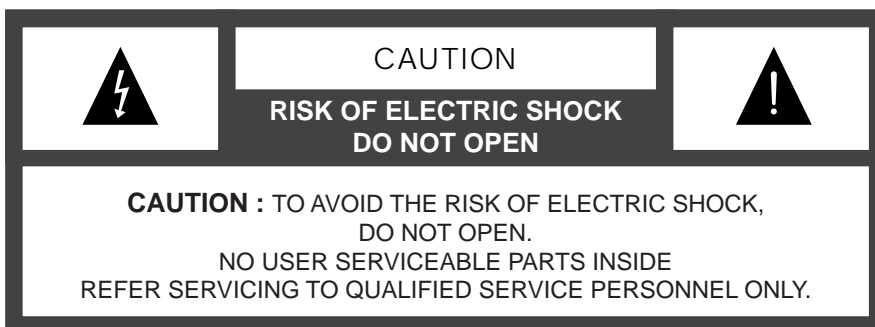 CAUTION
RISK OF ELECTRIC SHOCK
DO NOT OPEN
CAUTION : TO AVOID THE RISK OF ELECTRIC SHOCK,
DO NOT OPEN.
NO USER SERVICEABLE PARTS INSIDE
REFER SERVICING TO QUALIFIED SERVICE PERSONNEL ONLY.